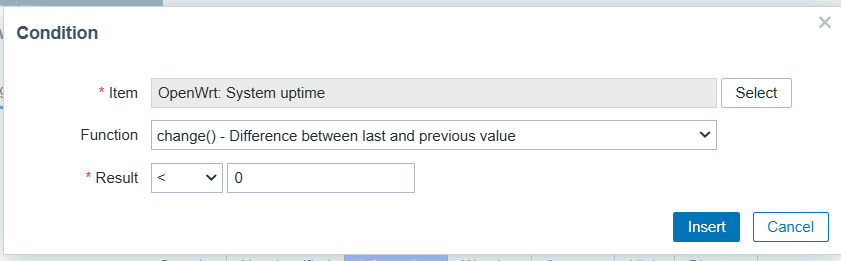 Condition
* Item OpenWrt: System uptime Select
Function change() - Difference between last and previous value
* Result < 0
Insert Cancel